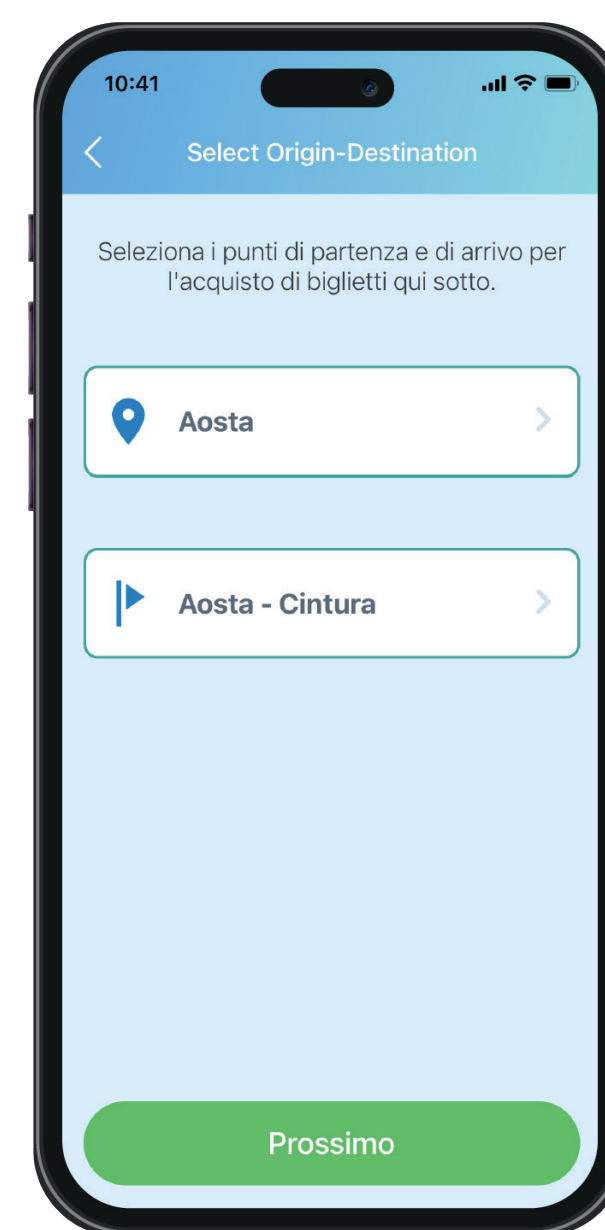 10:41
Select Origin-Destination
Seleziona i punti di partenza e di arrivo per
l'acquisto di biglietti qui sotto.
Aosta
Aosta - Cintura
Prossimo